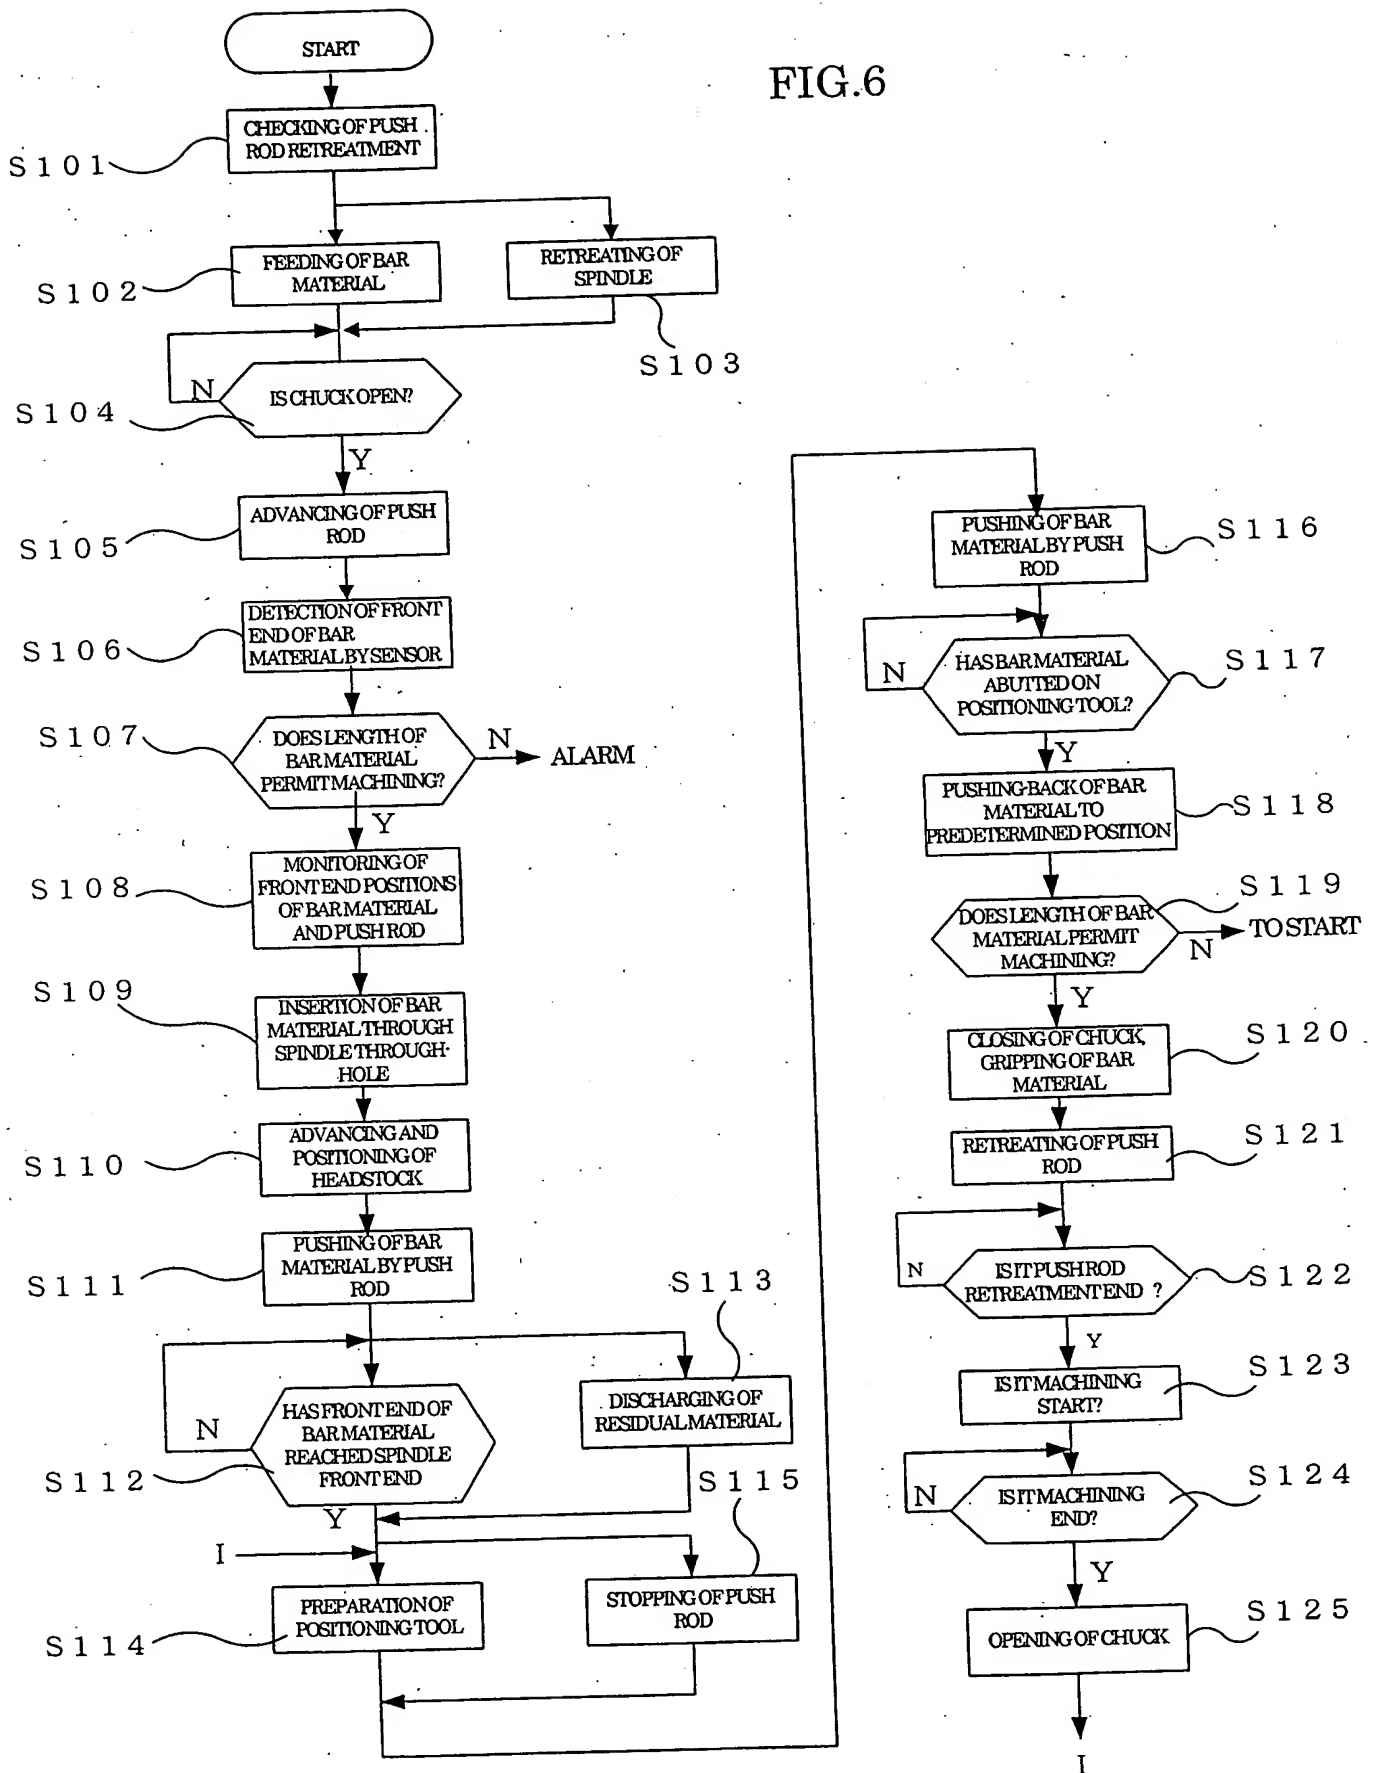 FIG.6
START
CHECKING OF PUSH
ROD RETREATMENT
S101
FEEDING OF BAR
MATERIAL
S102
RETREATING OF
SPINDLE
S103
IS CHUCK OPEN?
N
S104
Y
ADVANCING OF PUSH
ROD
S105
DETECTION OF FRONT
END OF BAR
MATERIAL BY SENSOR
S106
S107
DOES LENGTH OF
BAR MATERIAL
PERMIT MACHINING?
N
ALARM
Y
MONITORING OF
FRONT END POSITIONS
OF BAR MATERIAL
AND PUSH ROD
S108
S109
INSERTION OF BAR
MATERIAL THROUGH
SPINDLE THROUGH-
HOLE
ADVANCING AND
POSITIONING OF
HEADSTOCK
S110
PUSHING OF BAR
MATERIAL BY PUSH
ROD
S111
S113
HAS FRONT END OF
BAR MATERIAL
REACHED SPINDLE
FRONT END
N
S112
DISCHARGING OF
RESIDUAL MATERIAL
Y
S115
I
PREPARATION OF
POSITIONING TOOL
S114
STOPPING OF PUSH
ROD
PUSHING OF BAR
MATERIAL BY PUSH
ROD
S116
HAS BAR MATERIAL
ABUTTED ON
POSITIONING TOOL?
N
S117
Y
PUSHING-BACK OF BAR
MATERIAL TO
PREDETERMINED POSITION
S118
S119
DOES LENGTH OF BAR
MATERIAL PERMIT
MACHINING?
N
TO START
Y
CLOSING OF CHUCK,
GRIPPING OF BAR
MATERIAL
S120
RETREATING OF PUSH
ROD
S121
IS IT PUSH ROD
RETREATMENT END ?
N
S122
Y
IS IT MACHINING
START?
S123
IS IT MACHINING
END?
N
S124
Y
OPENING OF CHUCK
S125
I